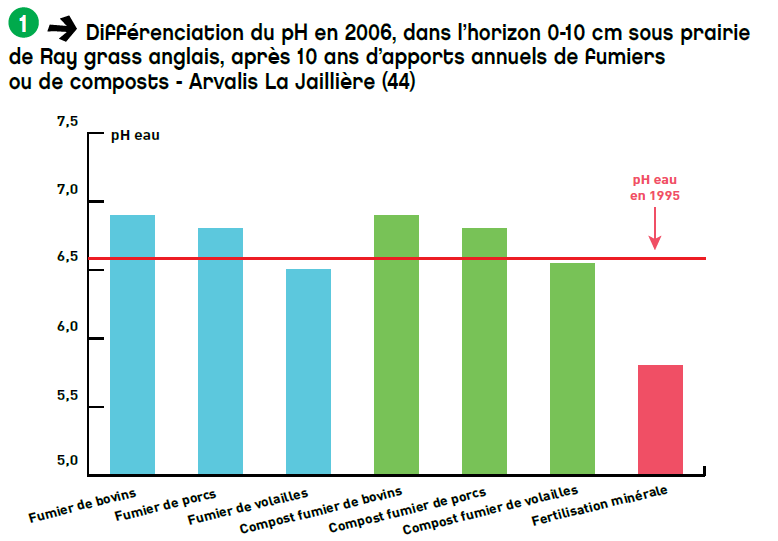 1
Différenciation du pH en 2006, dans l'horizon 0-10 cm sous prairie
de Ray grass anglais, après 10 ans d'apports annuels de fumiers
ou de composts - Arvalis La Jaillière (44)
7,5
pH eau
7,0
pH eau
en 1995
6,5
6,0
5,5
5,0
Fumier de bovins
Fumier de porcs
Fumier de volailles
Compost fumier de bovins
Compost fumier de porcs
Compost fumier de volailles
Fertilisation minérale